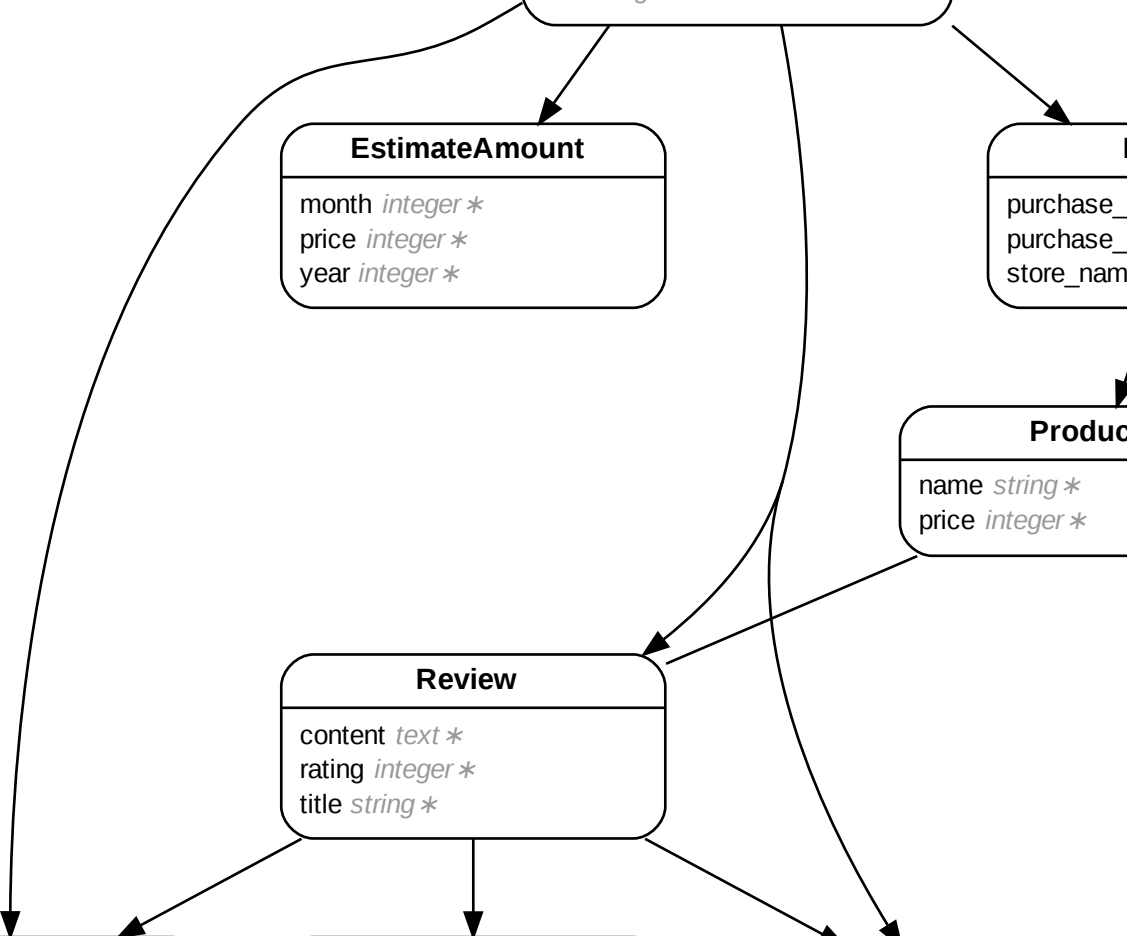 EstimateAmount
month integer ∗
price integer ∗
year integer ∗
purchase_
purchase_
store_nam
Produc
name string ∗
price integer ∗
Review
content text ∗
rating integer ∗
title string ∗